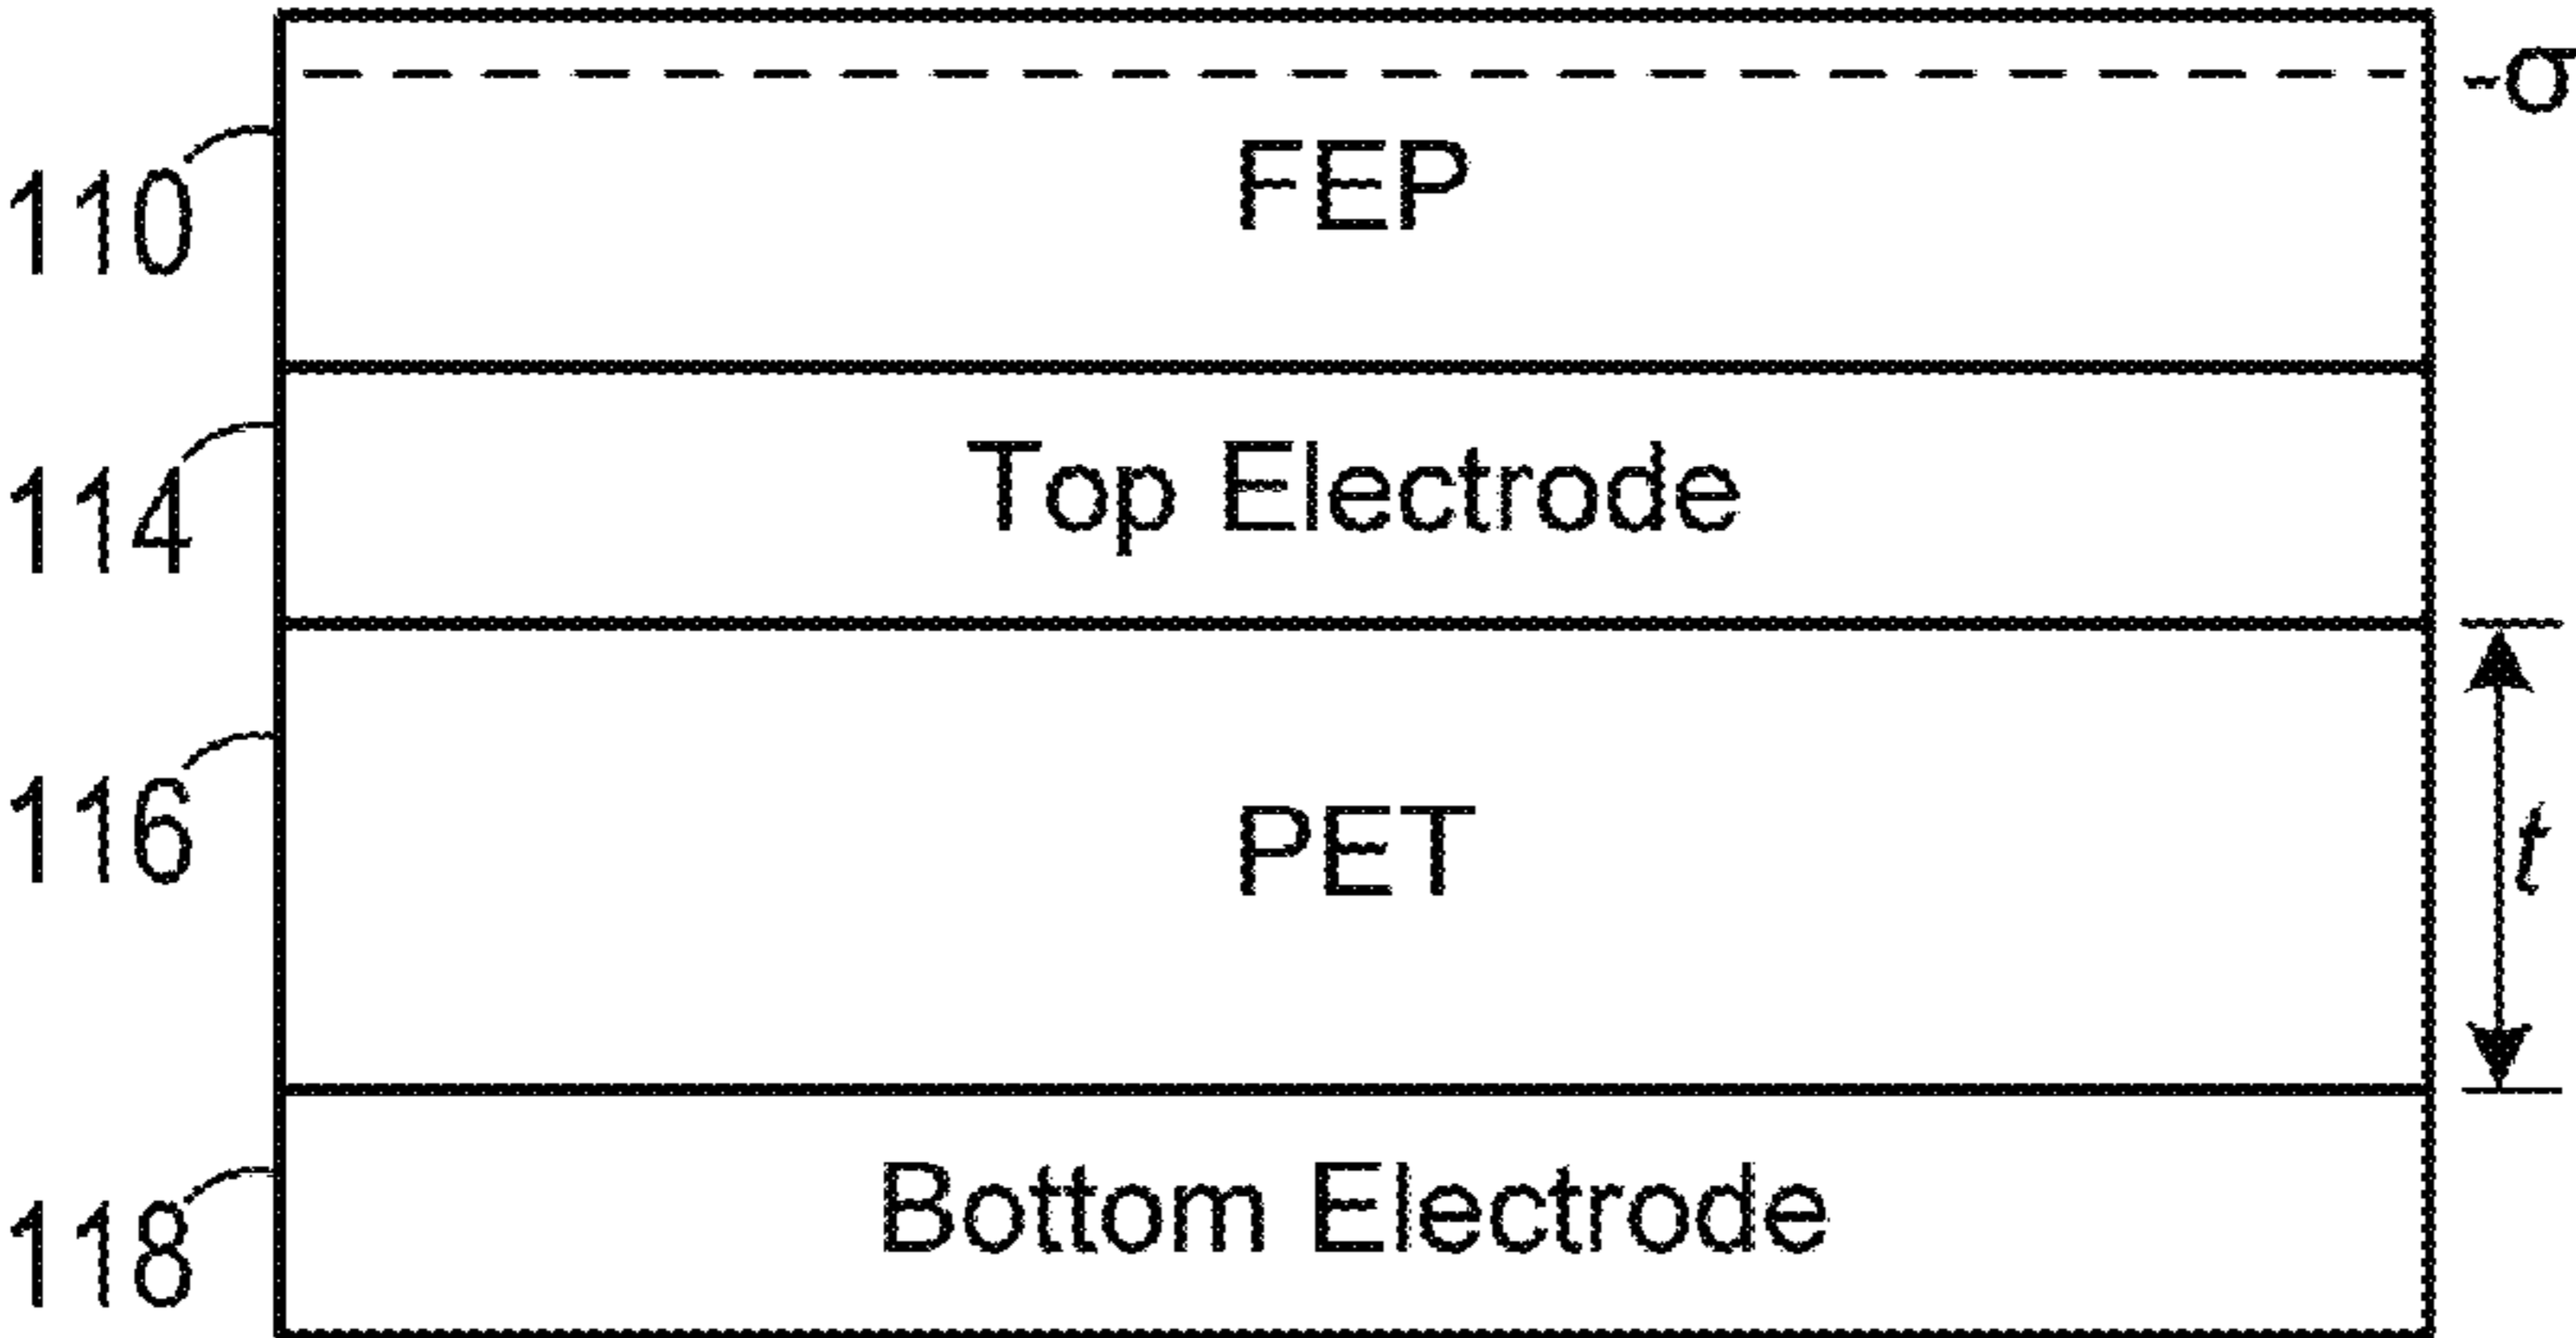 -σ
110
FEP
114
Top Electrode
116
PET
t
118
Bottom Electrode